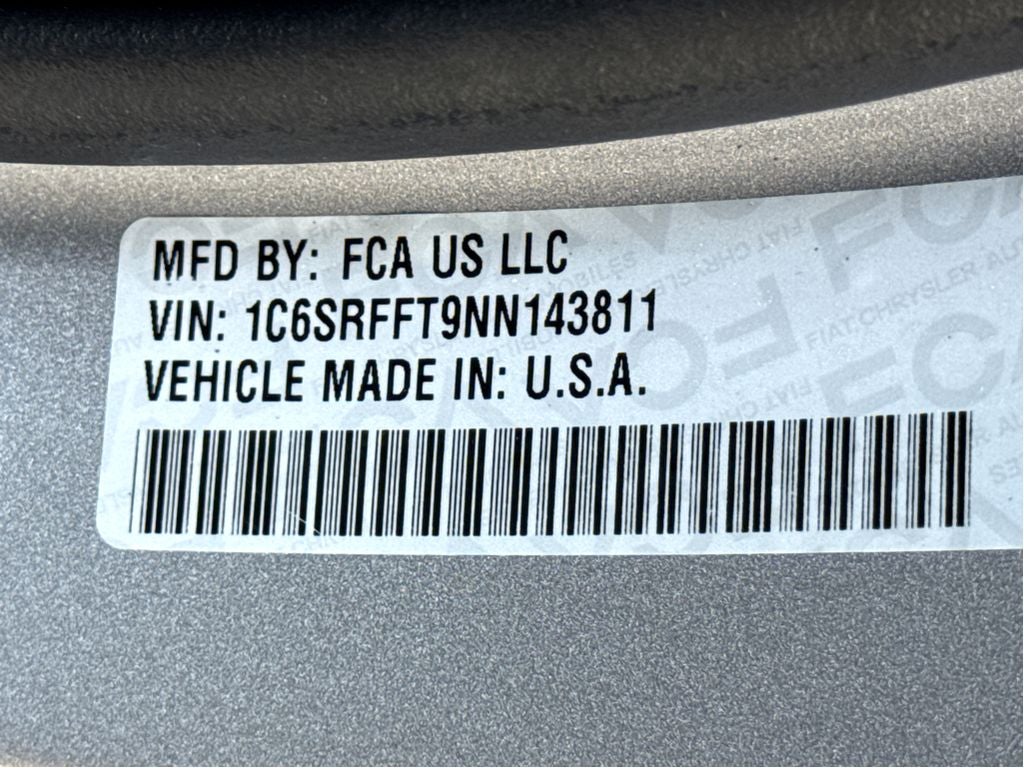 MFD BY: FCA US LLC
VIN: 1C6SRFFT9NN143811
VEHICLE MADE IN: U.S.A.